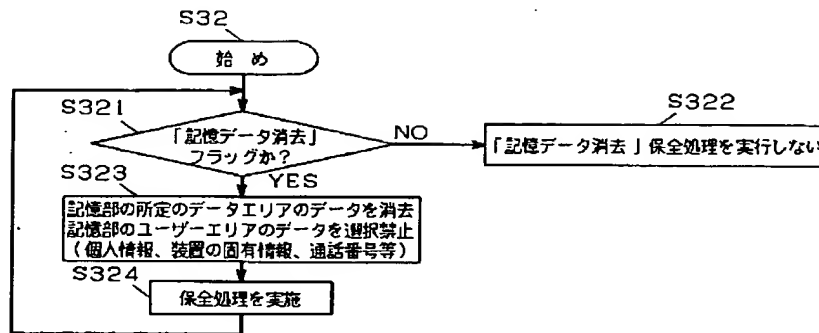 S32
始め
S321
「記憶データ消去」
フラッグか?
NO
S322
「記憶データ消去」保全処理を実行しない
YES
S323
記憶部の所定のデータエリアのデータを消去
記憶部のユーザーエリアのデータを選択禁止
(個人情報、装置の固有情報、通話番号等)
S324
保全処理を実施